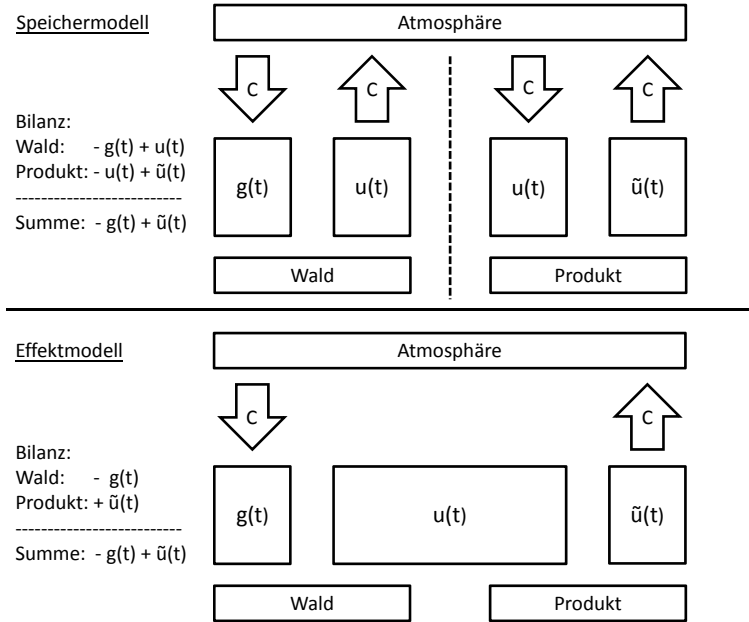 Speichermodell
Atmosphäre
C C C C
Bilanz:
Wald: - g(t) + u(t)
Produkt: - u(t) + ũ(t)
--------------------------
Summe: - g(t) + ũ(t)
g(t) u(t) u(t) ũ(t)
Wald Produkt
Effektmodell
Atmosphäre
C C
Bilanz:
Wald: - g(t)
Produkt: + ũ(t)
--------------------------
Summe: - g(t) + ũ(t)
g(t) u(t) ũ(t)
Wald Produkt